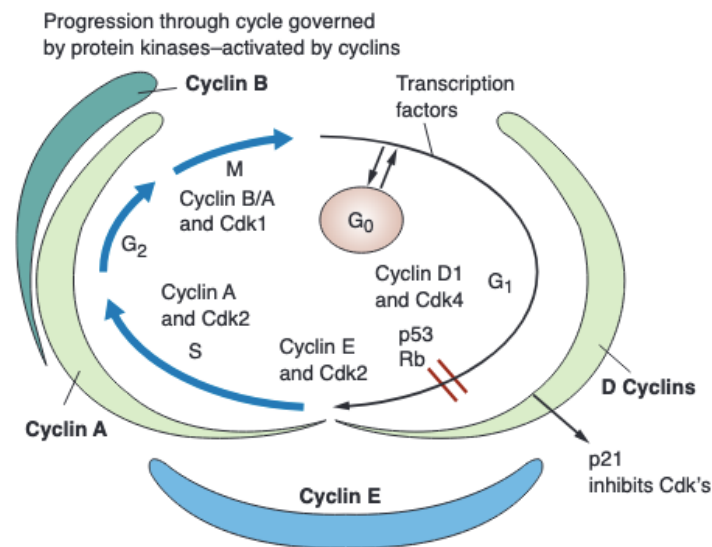 Progression through cycle governed
by protein kinases–activated by cyclins
Cyclin B
Transcription
factors
M
Cyclin B/A
and Cdk1
G₀
G₂
Cyclin D1
and Cdk4
G₁
Cyclin A
and Cdk2
S
Cyclin E
and Cdk2
p53
Rb
D Cyclins
Cyclin A
p21
inhibits Cdk’s
Cyclin E